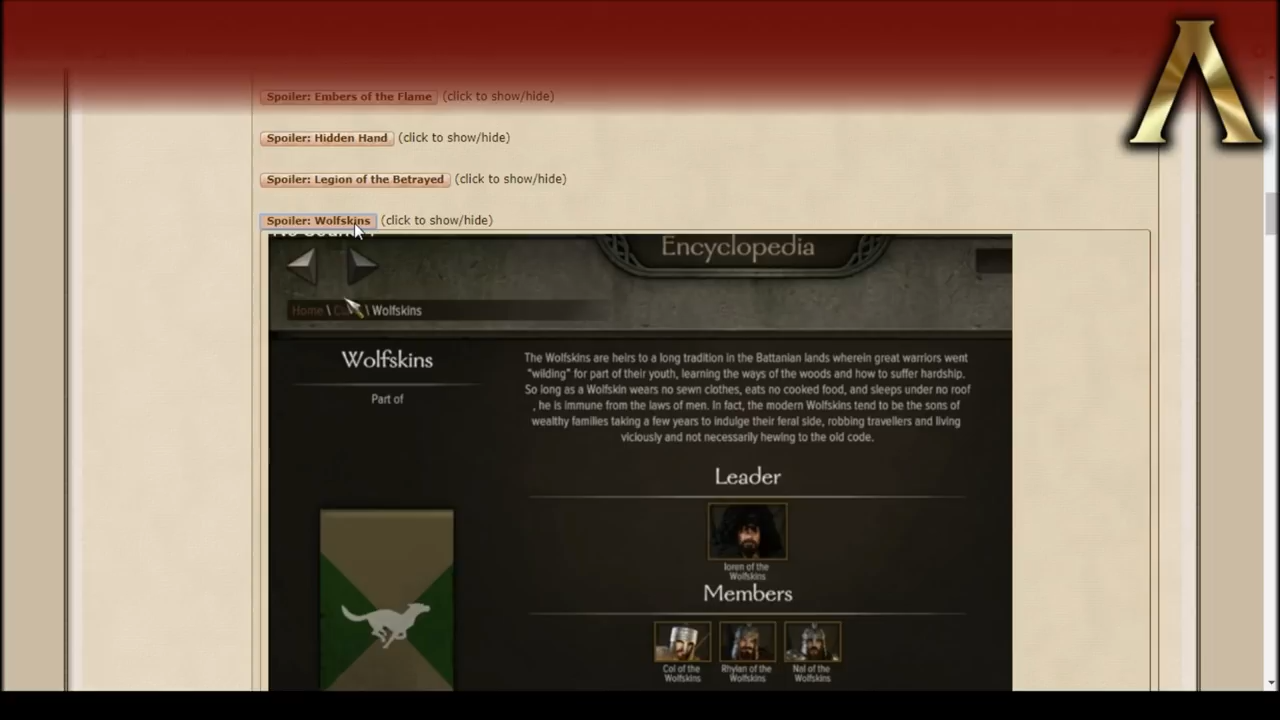 Spoiler: Embers of the Flame (click to show/hide)
Spoiler: Hidden Hand (click to show/hide)
Spoiler: Legion of the Betrayed (click to show/hide)
Spoiler: Wolfskins (click to show/hide)
Encyclopedia
Home \ \ Wolfskins
Wolfskins
Part of
The Wolfskins are heirs to a long tradition in the Battanian lands wherein great warriors went
"wilding" for part of their youth, learning the ways of the woods and how to suffer hardship.
So long as a Wolfskin wears no sewn clothes, eats no cooked food, and sleeps under no roof
, he is immune from the laws of men. In fact, the modern Wolfskins tend to be the sons of
wealthy families taking a few years to indulge their feral side, robbing travellers and living
viciously and not necessarily hewing to the old code.
Leader
Ioren of the
Wolfskins
Members
Col of the
Wolfskins
Rhyian of the
Wolfskins
Nal of the
Wolfskins